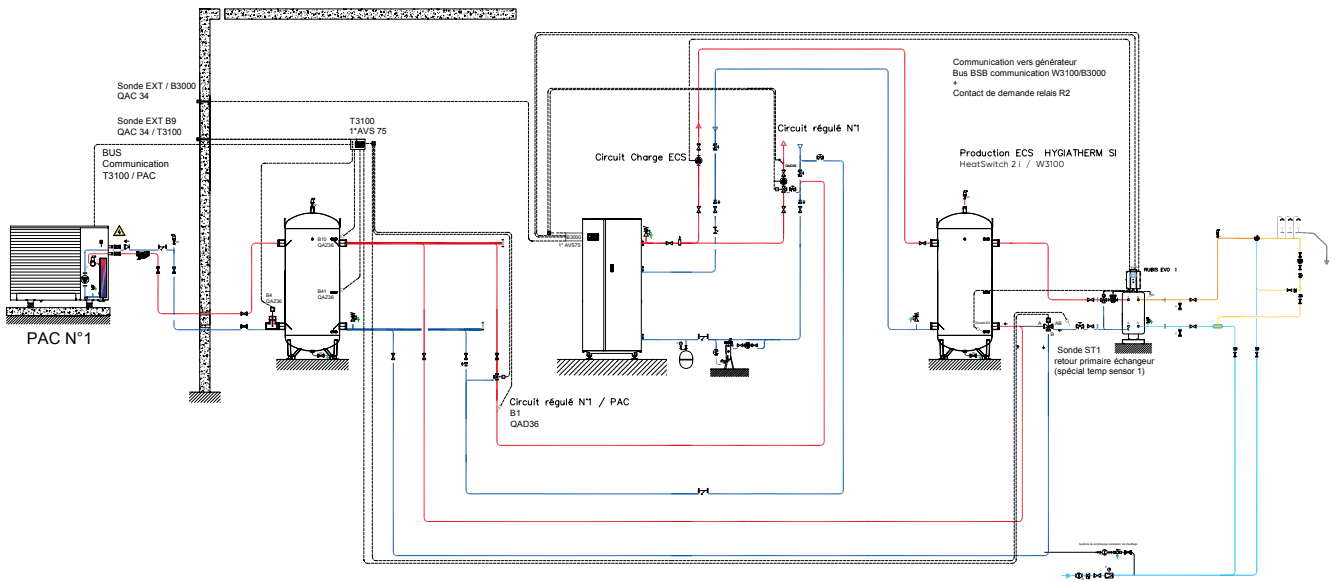 Sonde EXT / B3000
QAC 34
Sonde EXT B9
QAC 34 / T3100
BUS
Communication
T3100 / PAC
T3100
1*AVS 75
PAC N°1
B4
QAZ36
B10
QAZ36
B41
QAZ36
Circuit régulé N°1 / PAC
B1
QAD36
B3000
1* AVS75
Circuit Charge ECS
Circuit régulé N°1
QAD36
Communication vers générateur
Bus BSB communication W3100/B3000
+
Contact de demande relais R2
Production ECS HYGIATHERM SI
HeatSwitch 2 i / W3100
RUBIS EVO I
A
AB
B
Sonde ST1
retour primaire échangeur
(spécial temp sensor 1)